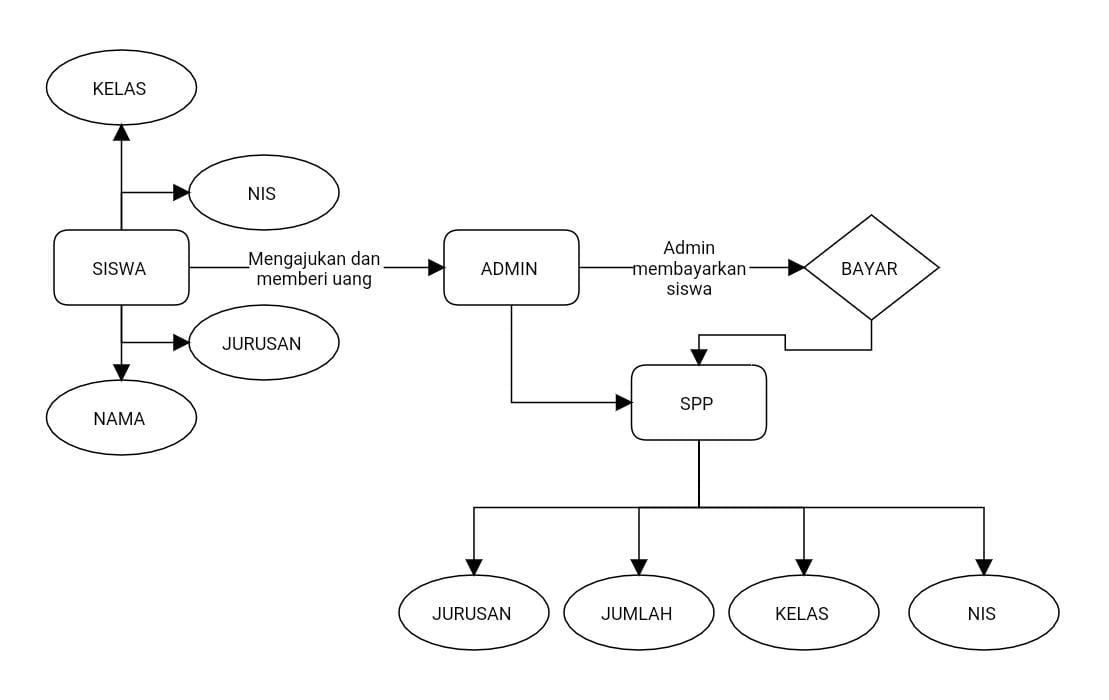 KELAS
NIS
SISWA
Mengajukan dan
memberi uang
ADMIN
Admin
membayarkan
siswa
BAYAR
JURUSAN
NAMA
SPP
JURUSAN
JUMLAH
KELAS
NIS